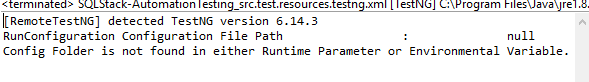 <terminated> SQLStack-AutomationTesting_src.test.resources.testng.xml [TestNG] C:\Program Files\Java\jre1.8.
[RemoteTestNG] detected TestNG version 6.14.3
RunConfiguration Configuration File Path : null
Config Folder is not found in either Runtime Parameter or Environmental Variable.